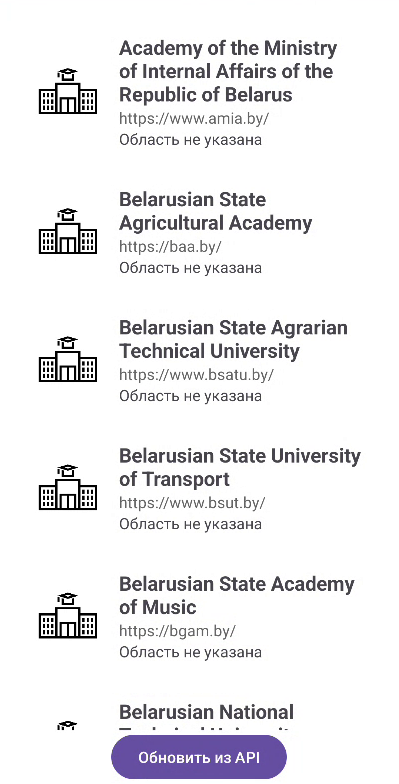 Academy of the Ministry
of Internal Affairs of the
Republic of Belarus
https://www.amia.by/
Область не указана
Belarusian State
Agricultural Academy
https://baa.by/
Область не указана
Belarusian State Agrarian
Technical University
https://www.bsatu.by/
Область не указана
Belarusian State University
of Transport
https://www.bsut.by/
Область не указана
Belarusian State Academy
of Music
https://bgam.by/
Область не указана
Belarusian National
Technical University
Обновить из API